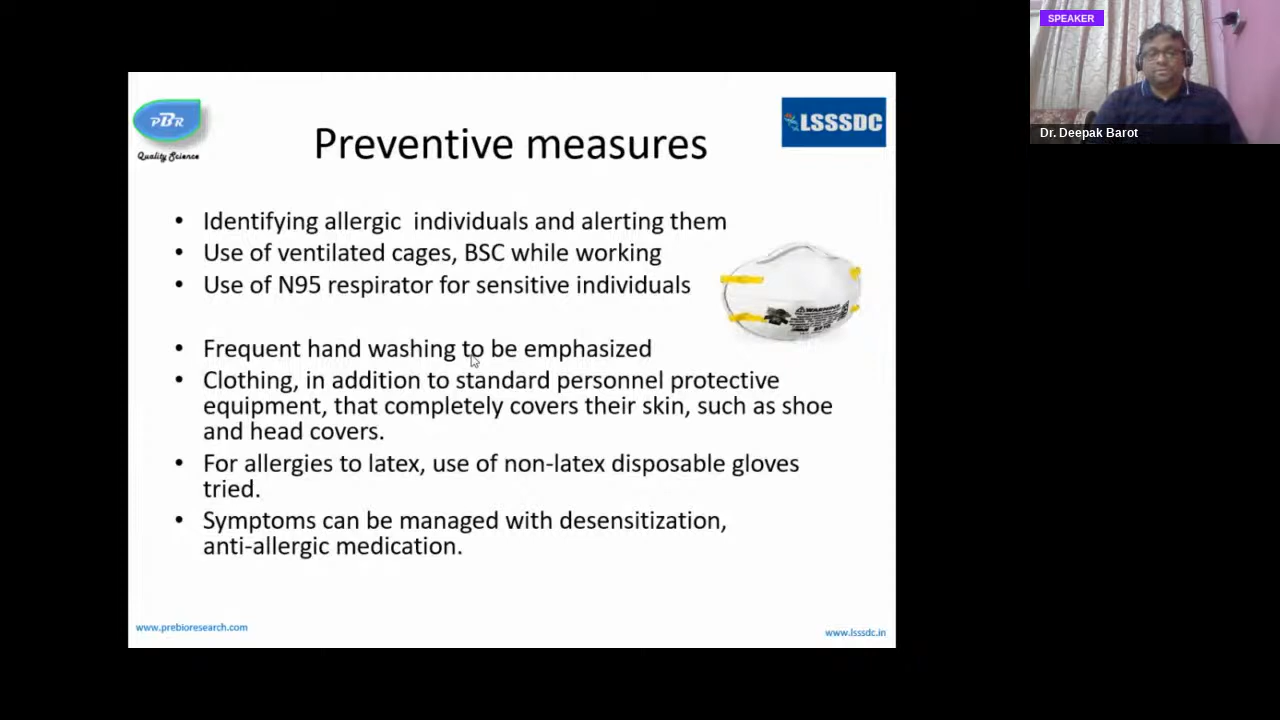 SPEAKER
Dr. Deepak Barot
PBR
Quality Science
LSSSDC
Preventive measures
• Identifying allergic  individuals and alerting them
• Use of ventilated cages, BSC while working
• Use of N95 respirator for sensitive individuals
WARNING
• Frequent hand washing to be emphasized
• Clothing, in addition to standard personnel protective
equipment, that completely covers their skin, such as shoe
and head covers.
• For allergies to latex, use of non-latex disposable gloves
tried.
• Symptoms can be managed with desensitization,
anti-allergic medication.
www.prebioresearch.com
www.lsssdc.in